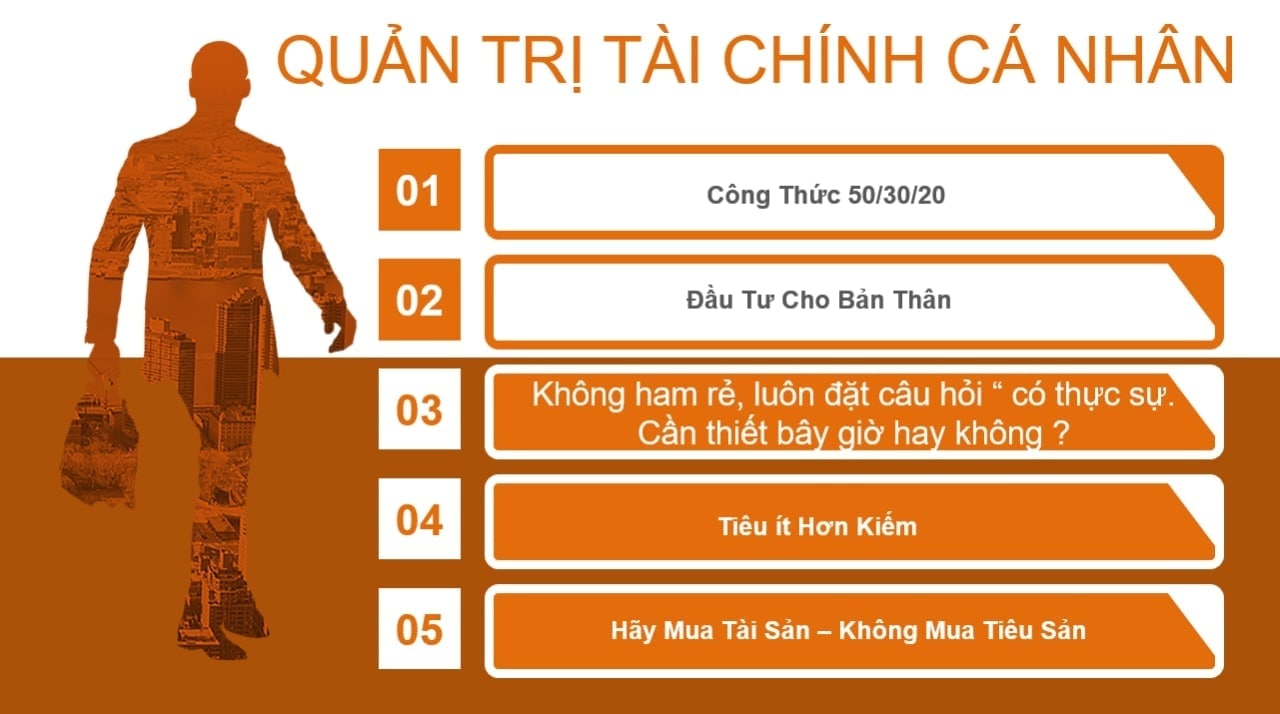 QUẢN TRỊ TÀI CHÍNH CÁ NHÂN
01
Công Thức 50/30/20
02
Đầu Tư Cho Bản Thân
03
Không ham rẻ, luôn đặt câu hỏi “ có thực sự.
Cần thiết bây giờ hay không ?
04
Tiêu ít Hơn Kiếm
05
Hãy Mua Tài Sản – Không Mua Tiêu Sản